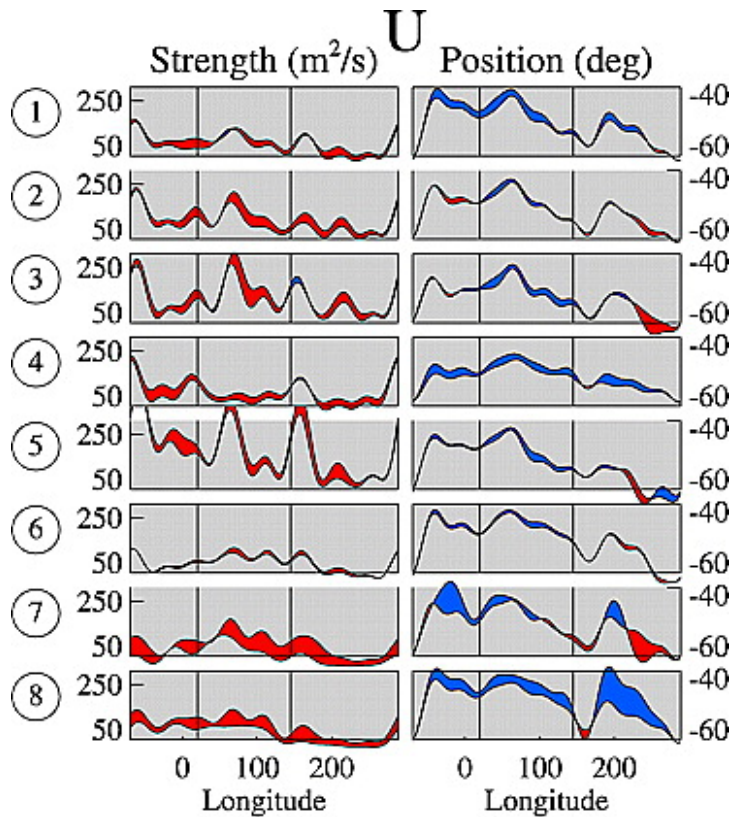 U
Strength (m²/s) Position (deg)
1 250 50 -40 -60
2 250 50 -40 -60
3 250 50 -40 -60
4 250 50 -40 -60
5 250 50 -40 -60
6 250 50 -40 -60
7 250 50 -40 -60
8 250 50 -40 -60
0 100 200 0 100 200
Longitude Longitude